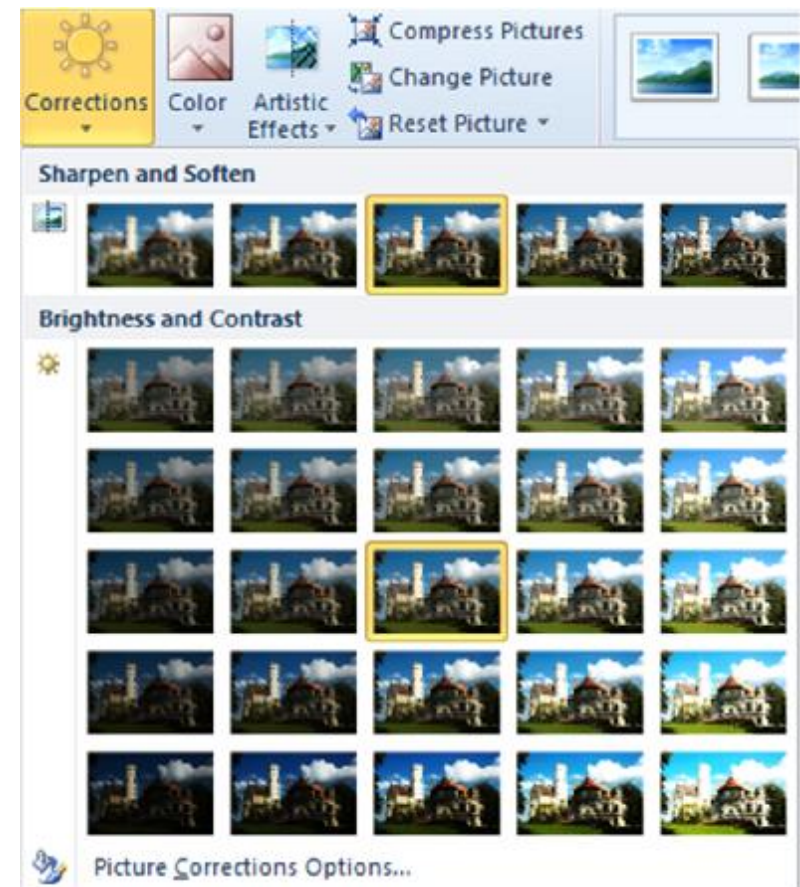 Corrections
Color
Artistic
Effects
Compress Pictures
Change Picture
Reset Picture
Sharpen and Soften
Brightness and Contrast
Picture Corrections Options...